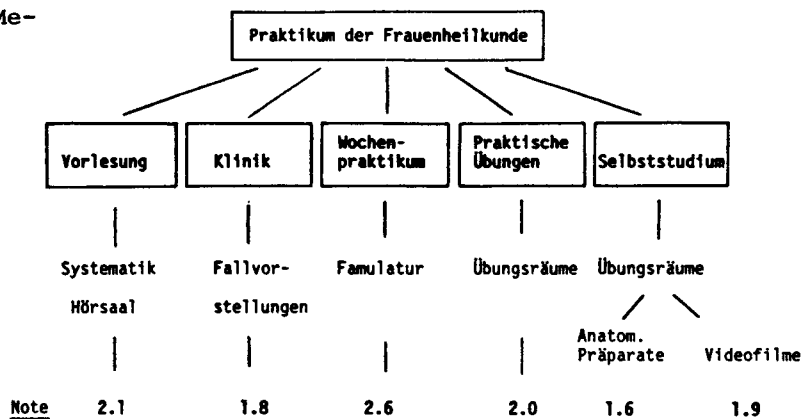 Me-
Praktikum der Frauenheilkunde
Vorlesung
Klinik
Wochen-
praktikum
Praktische
Übungen
Selbststudium
Systematik
Hörsaal
Fallvor-
stellungen
Famulatur
Übungsräume
Übungsräume
Anatom.
Präparate
Videofilme
Note 2.1 1.8 2.6 2.0 1.6 1.9